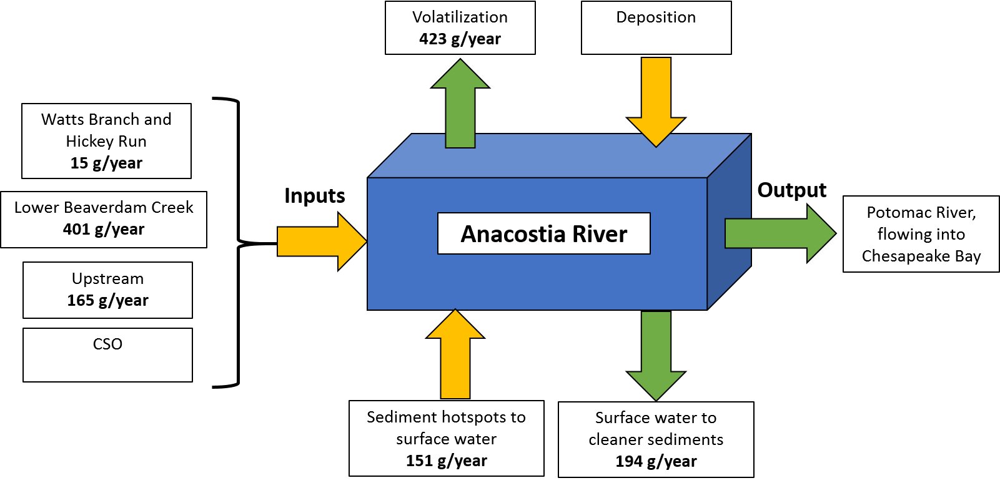 Volatilization
423 g/year
Deposition
Watts Branch and
Hickey Run
15 g/year
Lower Beaverdam Creek
401 g/year
Upstream
165 g/year
CSO
Inputs
Anacostia River
Output
Potomac River,
flowing into
Chesapeake Bay
Sediment hotspots to
surface water
151 g/year
Surface water to
cleaner sediments
194 g/year